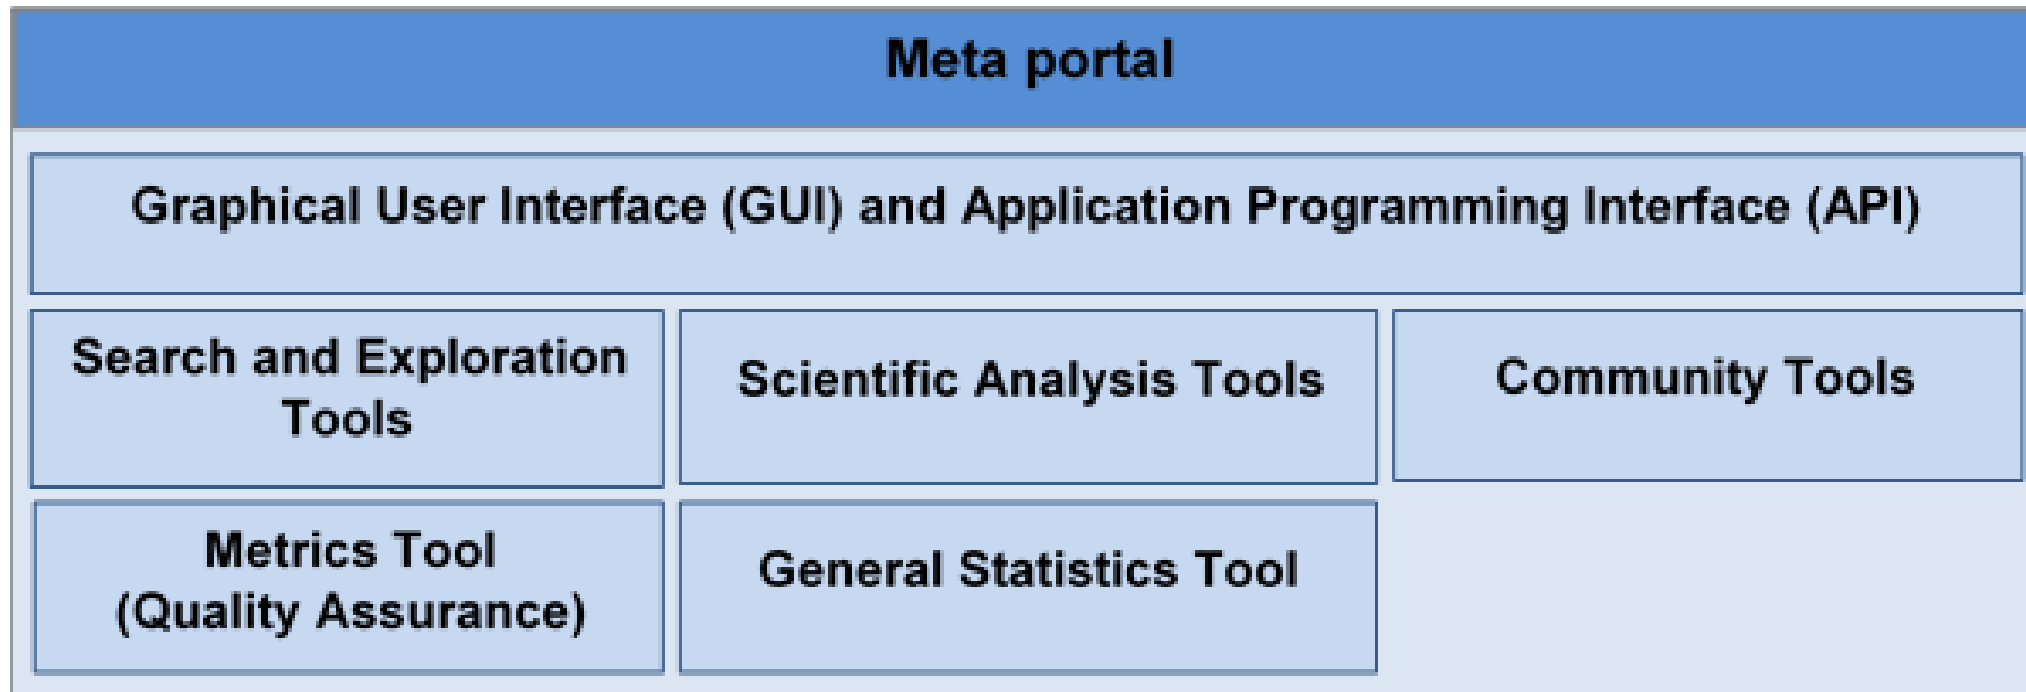 Meta portal
Graphical User Interface (GUI) and Application Programming Interface (API)
Search and Exploration
Tools
Scientific Analysis Tools
Community Tools
Metrics Tool
(Quality Assurance)
General Statistics Tool